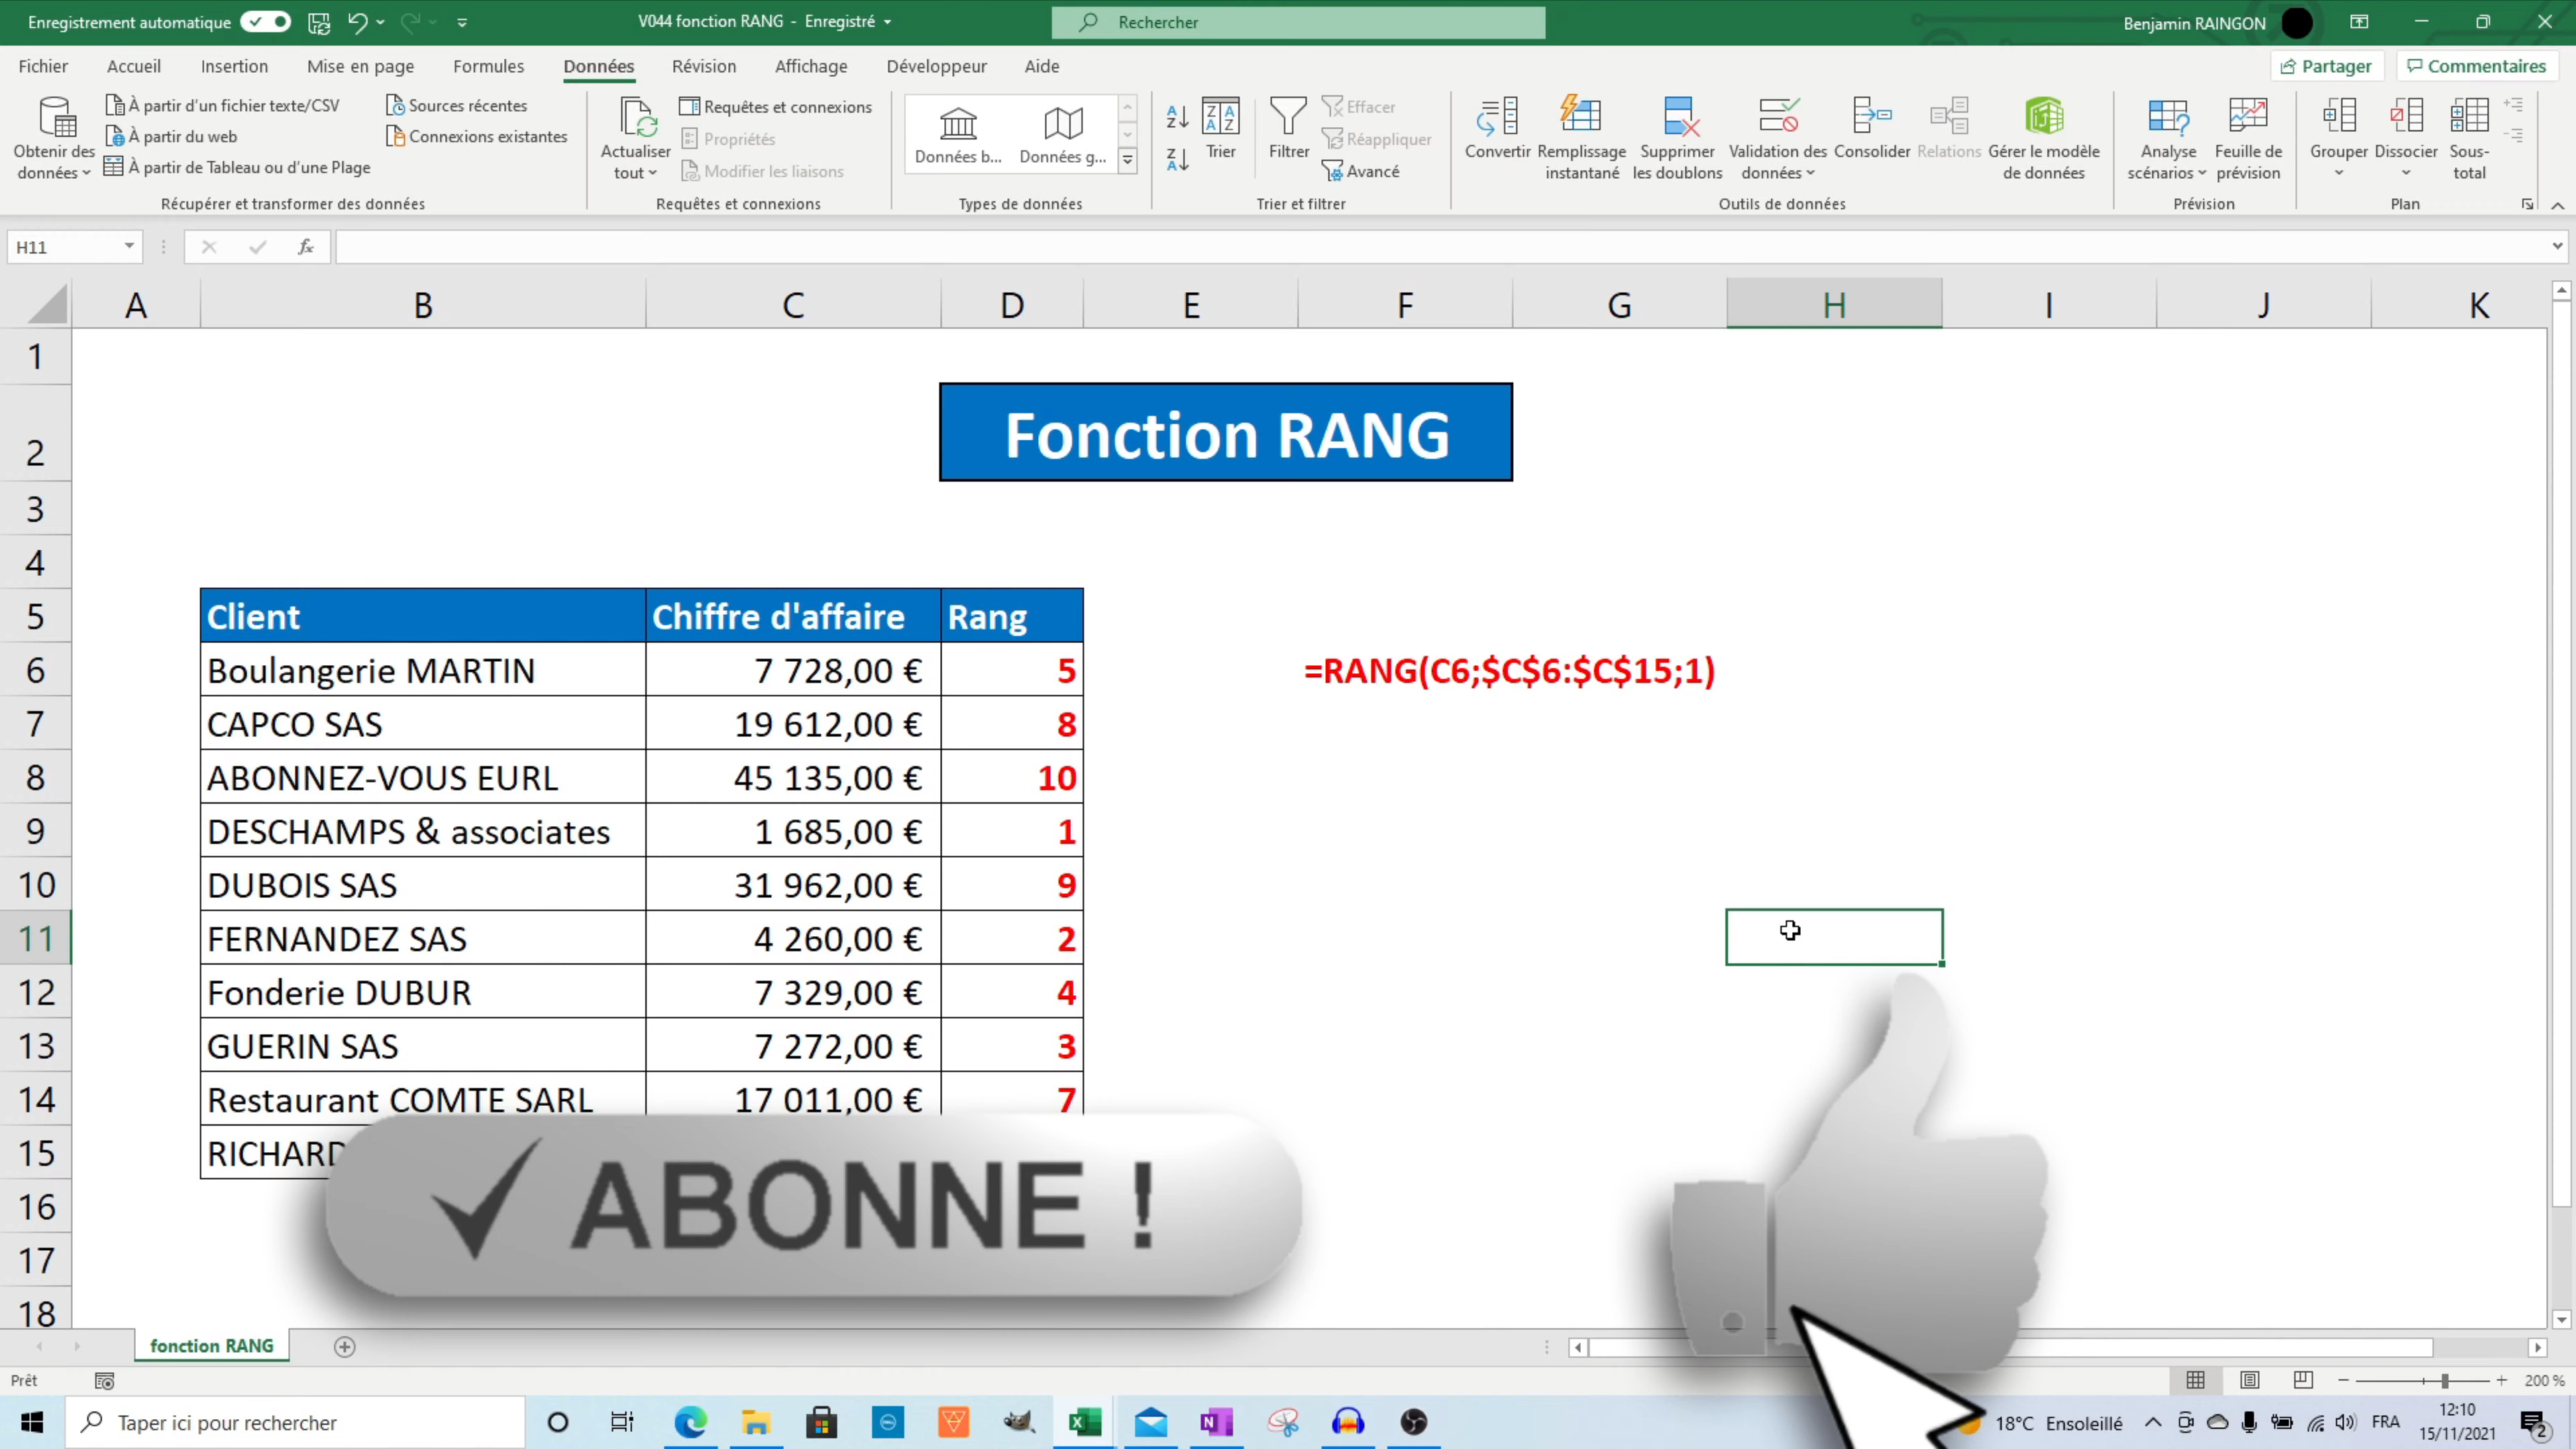 Enregistrement automatique
V044 fonction RANG - Enregistré
Rechercher
Benjamin RAINGON
Fichier Accueil Insertion Mise en page Formules Données Révision Affichage Développeur Aide
Partager Commentaires
Obtenir des données
À partir d'un fichier texte/CSV
À partir du web
À partir de Tableau ou d'une Plage
Sources récentes
Connexions existantes
Récupérer et transformer des données
Actualiser tout
Requêtes et connexions
Propriétés
Modifier les liaisons
Requêtes et connexions
Données b... Données g...
Types de données
Trier
Filtrer
Effacer
Réappliquer
Avancé
Trier et filtrer
Convertir
Remplissage instantané
Supprimer les doublons
Validation des données
Consolider
Relations
Gérer le modèle de données
Outils de données
Analyse scénarios
Feuille de prévision
Prévision
Grouper
Dissocier
Sous-total
Plan
H11
fx
A B C D E F G H I J K
1
2 Fonction RANG
3
4
5 Client Chiffre d'affaire Rang
6 Boulangerie MARTIN 7 728,00 € 5 =RANG(C6;$C$6:$C$15;1)
7 CAPCO SAS 19 612,00 € 8
8 ABONNEZ-VOUS EURL 45 135,00 € 10
9 DESCHAMPS & associates 1 685,00 € 1
10 DUBOIS SAS 31 962,00 € 9
11 FERNANDEZ SAS 4 260,00 € 2
12 Fonderie DUBUR 7 329,00 € 4
13 GUERIN SAS 7 272,00 € 3
14 Restaurant COMTE SARL 17 011,00 € 7
15 RICHARD
16
17
18
ABONNE !
fonction RANG
Prêt
200 %
Taper ici pour rechercher
18°C Ensoleillé
FRA
12:10
15/11/2021
2